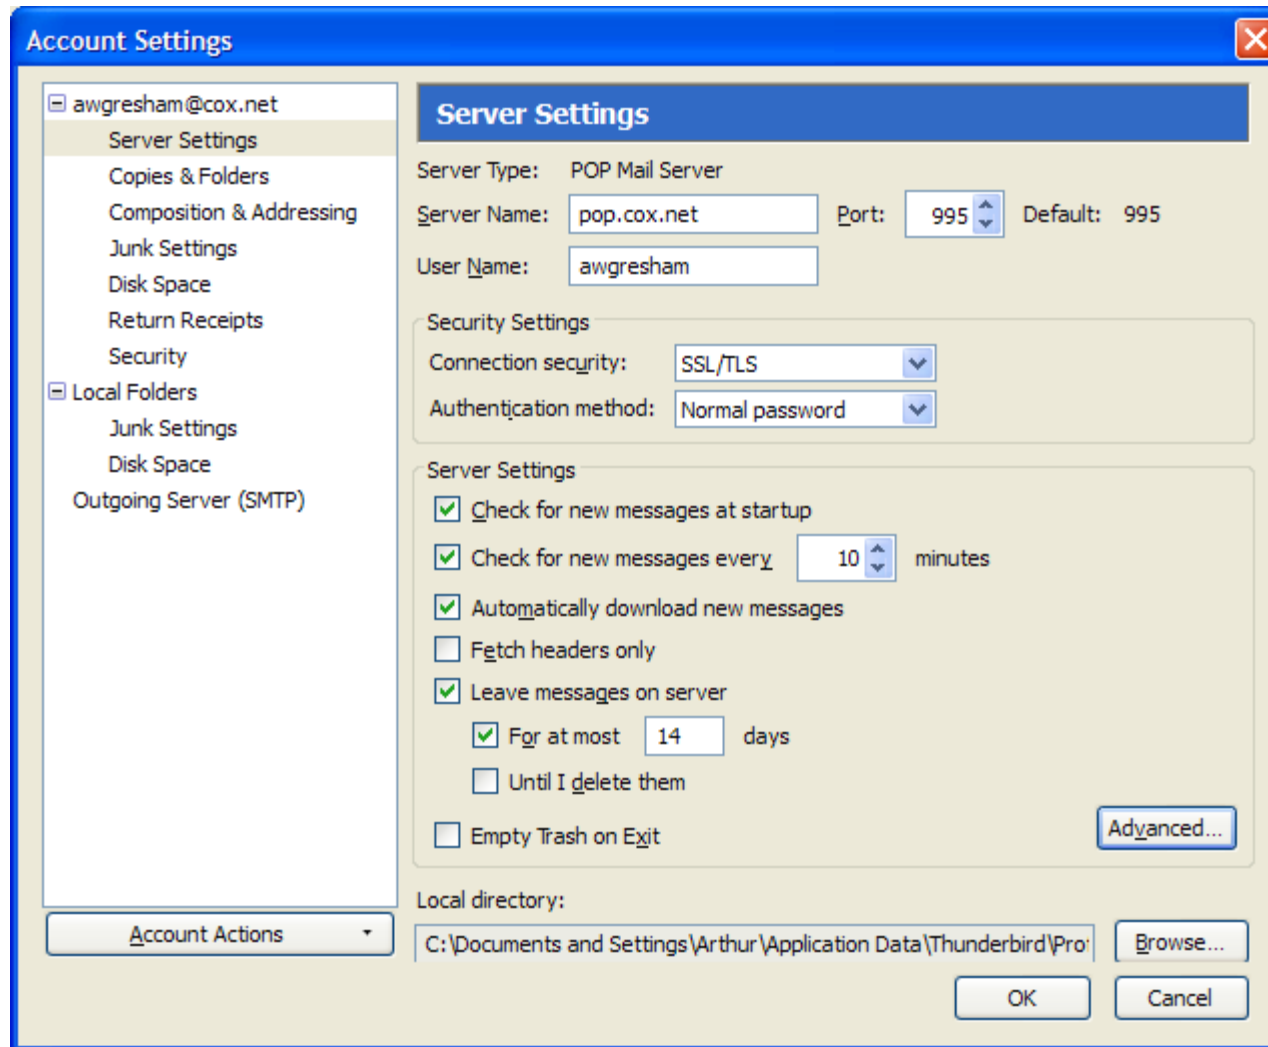 Account Settings
awgresham@cox.net
Server Settings
Copies & Folders
Composition & Addressing
Junk Settings
Disk Space
Return Receipts
Security
Local Folders
Junk Settings
Disk Space
Outgoing Server (SMTP)
Account Actions
Server Settings
Server Type: POP Mail Server
Server Name: pop.cox.net Port: 995 Default: 995
User Name: awgresham
Security Settings
Connection security: SSL/TLS
Authentication method: Normal password
Server Settings
Check for new messages at startup
Check for new messages every 10 minutes
Automatically download new messages
Fetch headers only
Leave messages on server
For at most 14 days
Until I delete them
Empty Trash on Exit
Advanced...
Local directory:
C:\Documents and Settings\Arthur\Application Data\Thunderbird\Prof Browse...
OK Cancel